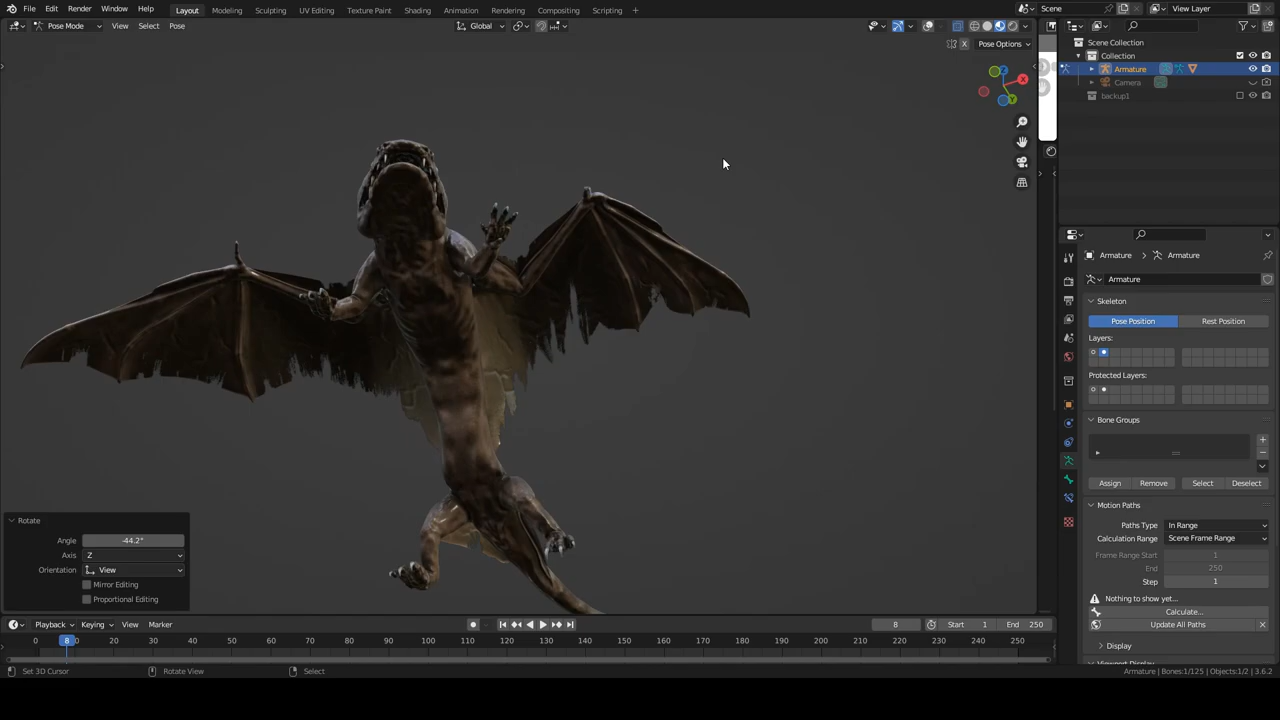 File Edit Render Window Help Layout Modeling Sculpting UV Editing Texture Paint Shading Animation Rendering Compositing Scripting + Scene View Layer
Pose Mode View Select Pose Global
X Pose Options
Scene Collection
Collection
Armature
Camera
backup1
X
Z
Y
Armature Armature
Armature
Skeleton
Pose Position Rest Position
Layers:
Protected Layers:
Bone Groups
Assign Remove Select Deselect
Motion Paths
Paths Type In Range
Calculation Range Scene Frame Range
Frame Range Start 1
End 250
Step 1
Nothing to show yet...
Calculate...
Update All Paths
Display
Rotate
Angle -44.2°
Axis Z
Orientation View
Mirror Editing
Proportional Editing
Playback Keying View Marker 8 Start 1 End 250
0 8 20 30 40 50 60 70 80 90 100 110 120 130 140 150 160 170 180 190 200 210 220 230 240 250
Set 3D Cursor Rotate View Select Armature | Bones:1/125 | Objects:1/2 | 3.6.2